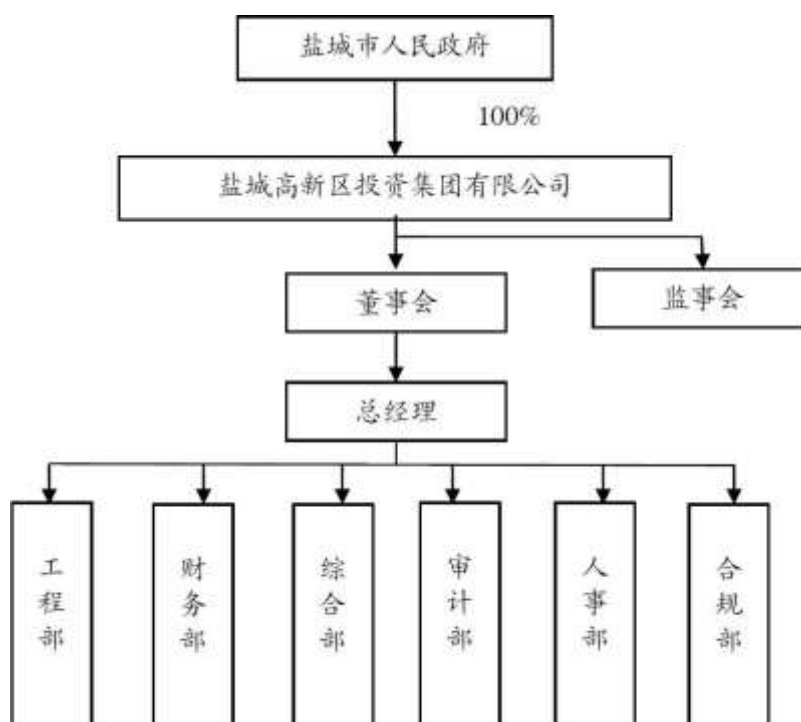 盐城市人民政府
100%
盐城高新区投资集团有限公司
董事会
监事会
总经理
工程部
财务部
综合部
审计部
人事部
合规部